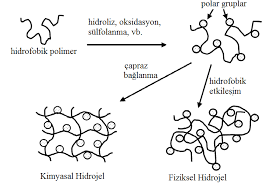 polar gruplar
hidroliz, oksidasyon,
sülfolanma, vb.
hidrofobik polimer
çapraz
bağlanma
hidrofobik
etkileşim
Kimyasal Hidrojel
Fiziksel Hidrojel